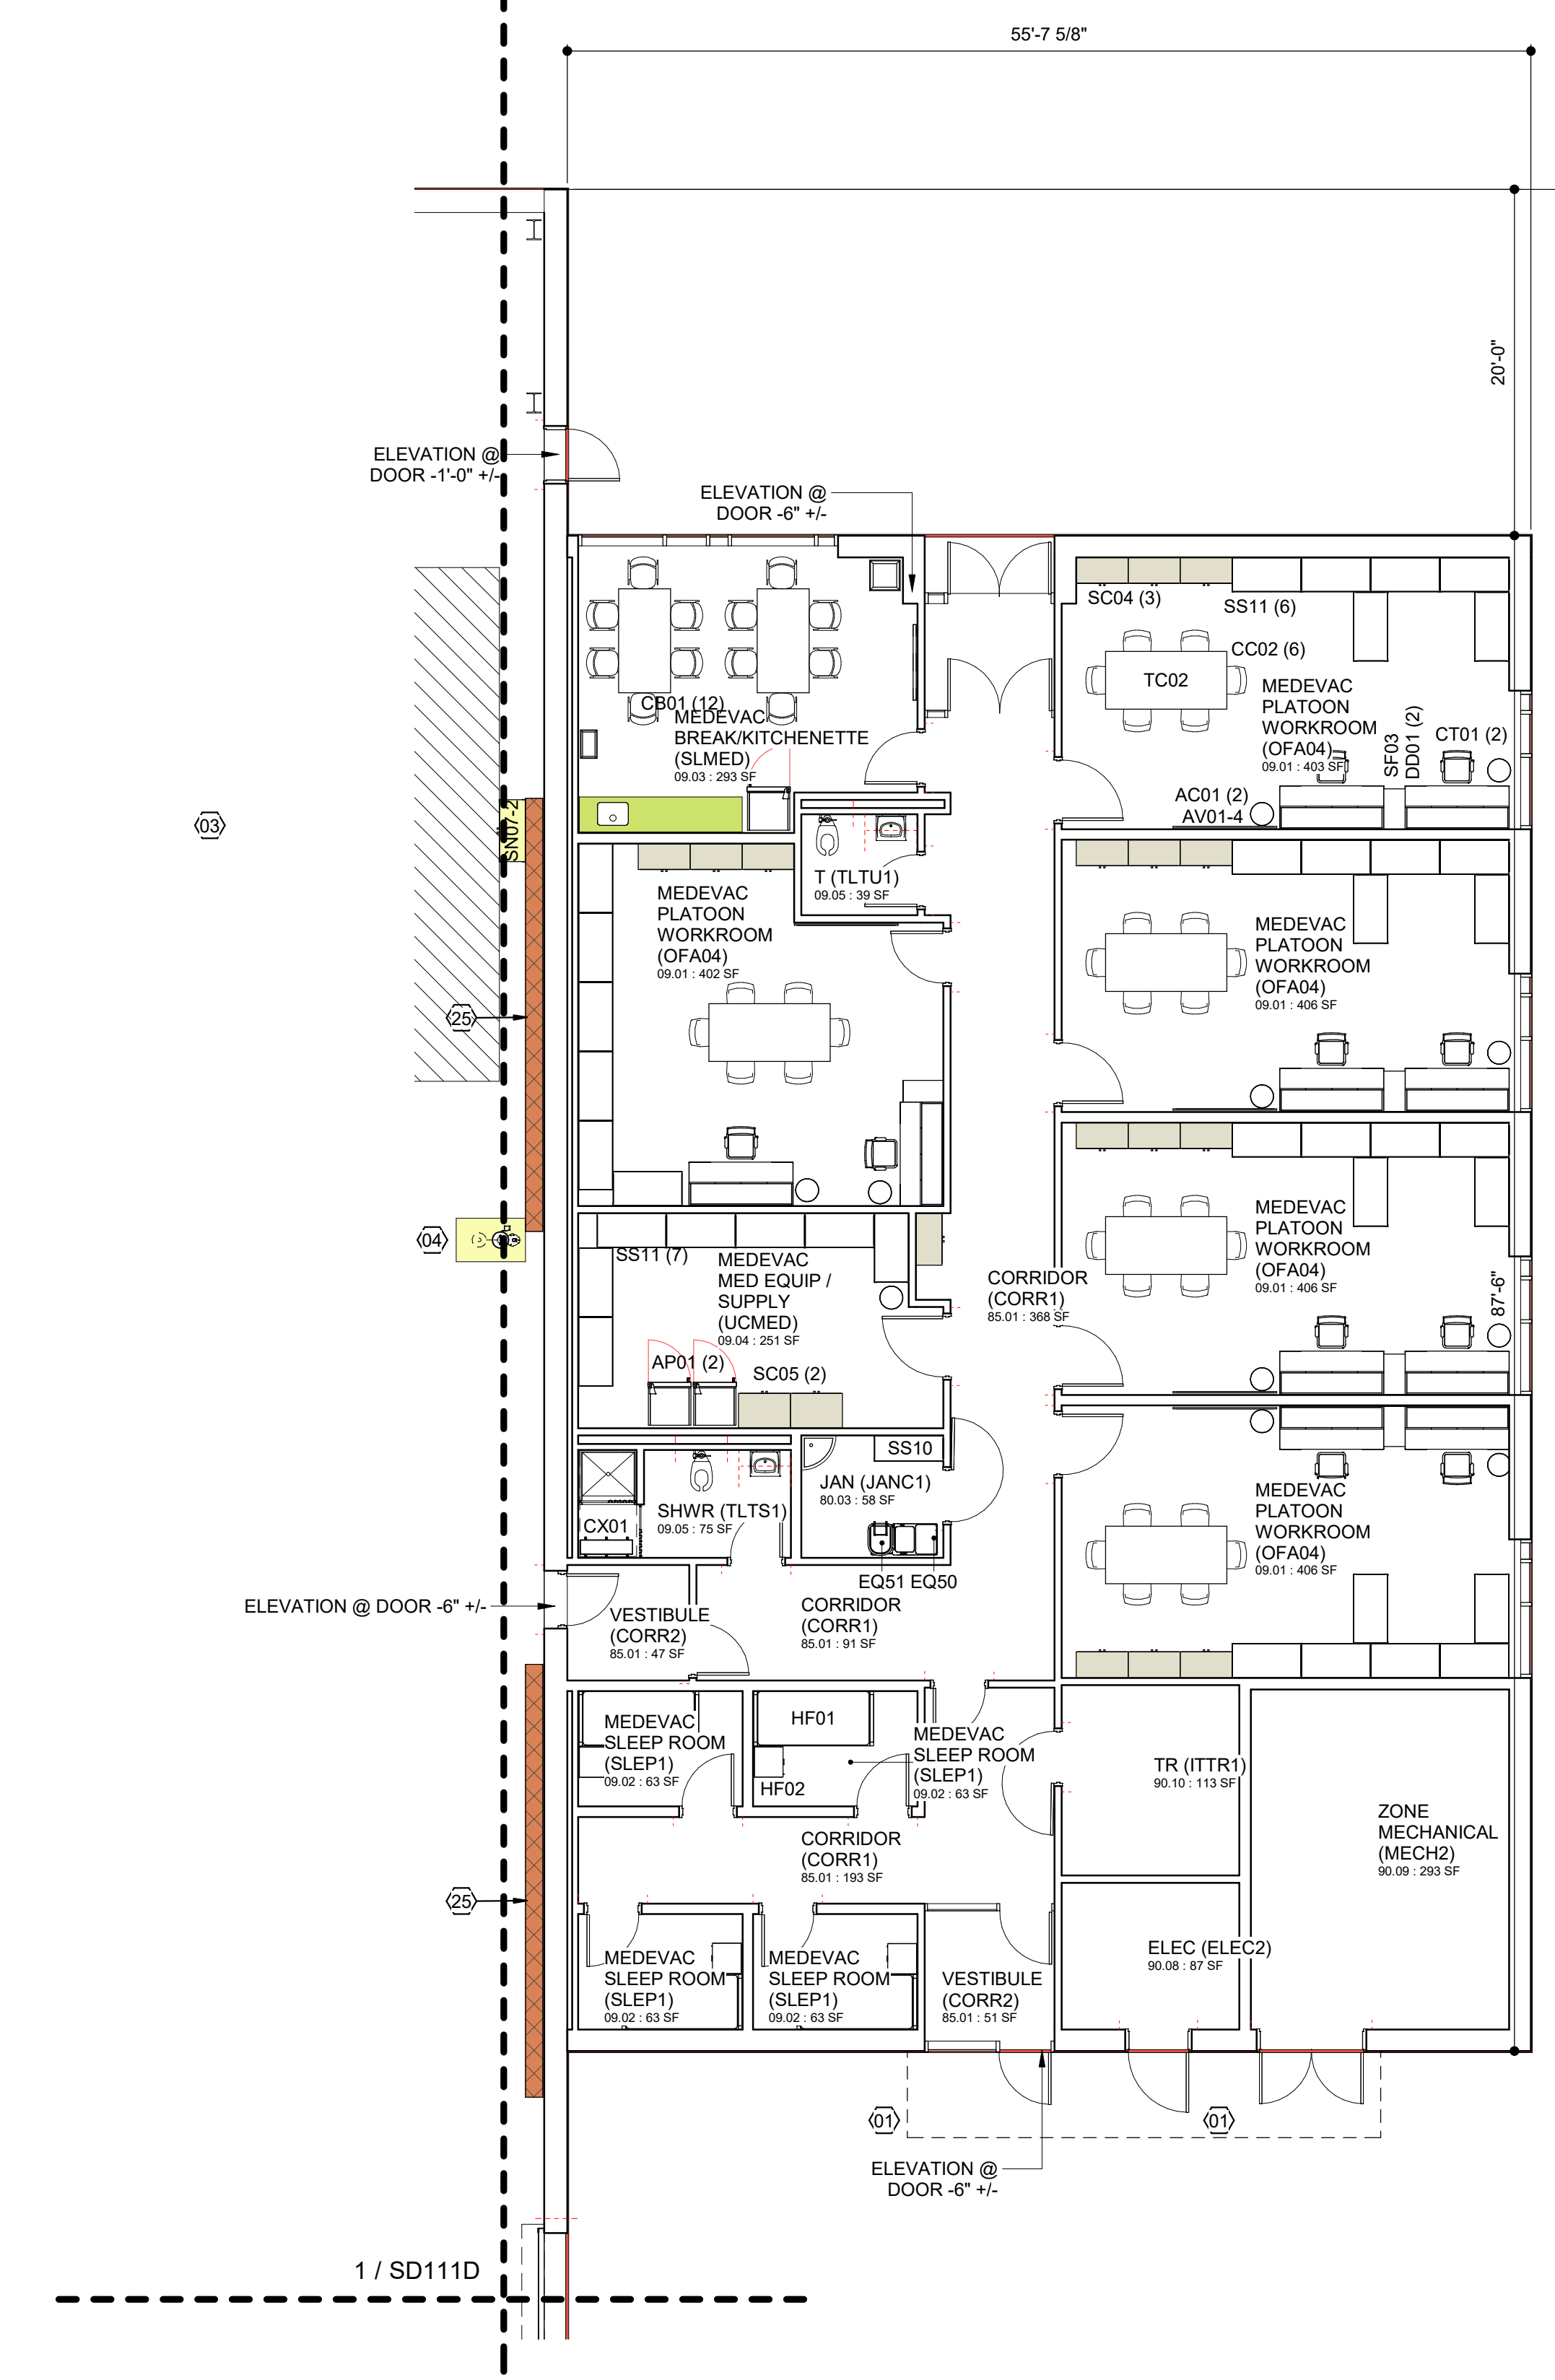 55'-7 5/8"
20'-0"
ELEVATION @
DOOR -1'-0" +/-
ELEVATION @
DOOR -6" +/-
SC04 (3)
SS11 (6)
CC02 (6)
TC02
MEDEVAC
PLATOON
WORKROOM
(OFA04)
09.01 : 403 SF
SF03
DD01 (2)
CT01 (2)
AC01 (2)
AV01-4
CB01 (12)
MEDEVAC
BREAK/KITCHENETTE
(SLMED)
09.03 : 293 SF
03
SN07-2
T (TLTU1)
09.05 : 39 SF
MEDEVAC
PLATOON
WORKROOM
(OFA04)
09.01 : 402 SF
MEDEVAC
PLATOON
WORKROOM
(OFA04)
09.01 : 406 SF
25
04
SS11 (7)
MEDEVAC
MED EQUIP /
SUPPLY
(UCMED)
09.04 : 251 SF
AP01 (2)
SC05 (2)
CORRIDOR
(CORR1)
85.01 : 368 SF
MEDEVAC
PLATOON
WORKROOM
(OFA04)
09.01 : 406 SF
87'-6"
SS10
JAN (JANC1)
80.03 : 58 SF
SHWR (TLTS1)
09.05 : 75 SF
CX01
EQ51 EQ50
MEDEVAC
PLATOON
WORKROOM
(OFA04)
09.01 : 406 SF
ELEVATION @ DOOR -6" +/-
VESTIBULE
(CORR2)
85.01 : 47 SF
CORRIDOR
(CORR1)
85.01 : 91 SF
MEDEVAC
SLEEP ROOM
(SLEP1)
09.02 : 63 SF
HF01
HF02
MEDEVAC
SLEEP ROOM
(SLEP1)
09.02 : 63 SF
TR (ITTR1)
90.10 : 113 SF
ZONE
MECHANICAL
(MECH2)
90.09 : 293 SF
CORRIDOR
(CORR1)
85.01 : 193 SF
25
MEDEVAC
SLEEP ROOM
(SLEP1)
09.02 : 63 SF
MEDEVAC
SLEEP ROOM
(SLEP1)
09.02 : 63 SF
VESTIBULE
(CORR2)
85.01 : 51 SF
ELEC (ELEC2)
90.08 : 87 SF
01
01
ELEVATION @
DOOR -6" +/-
1 / SD111D